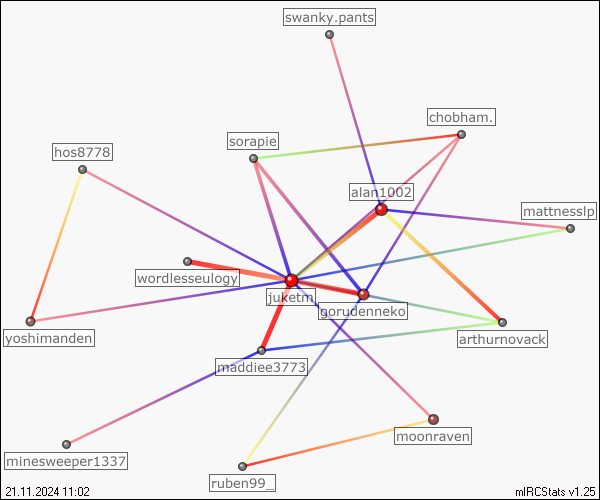 swanky.pants
chobham.
sorapie
hos8778
alan1002
mattnesslp
wordlesseulogy
juketm
gorudenneko
yoshimanden
arthurnovack
maddiee3773
moonraven
minesweeper1337
ruben99_
21.11.2024 11:02
mIRCStats v1.25